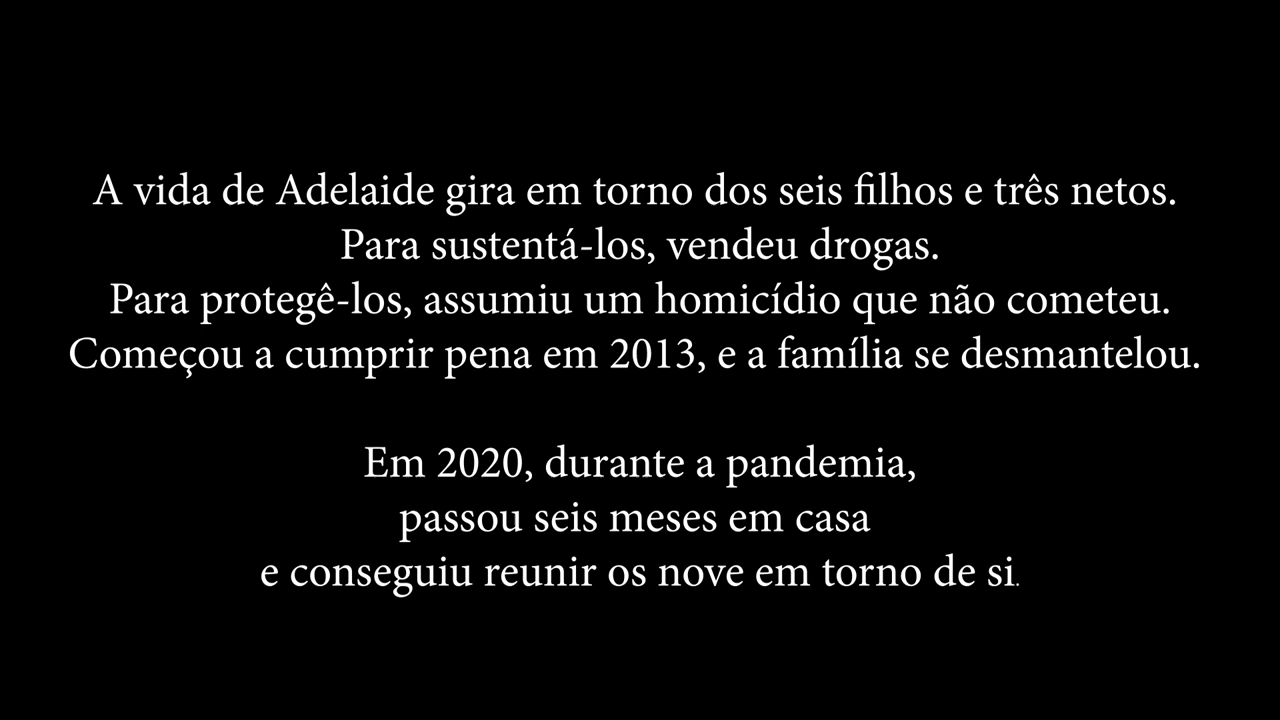 A vida de Adelaide gira em torno dos seis filhos e três netos.
Para sustentá-los, vendeu drogas.
Para protegê-los, assumiu um homicídio que não cometeu.
Começou a cumprir pena em 2013, e a família se desmantelou.
Em 2020, durante a pandemia,
passou seis meses em casa
e conseguiu reunir os nove em torno de si.